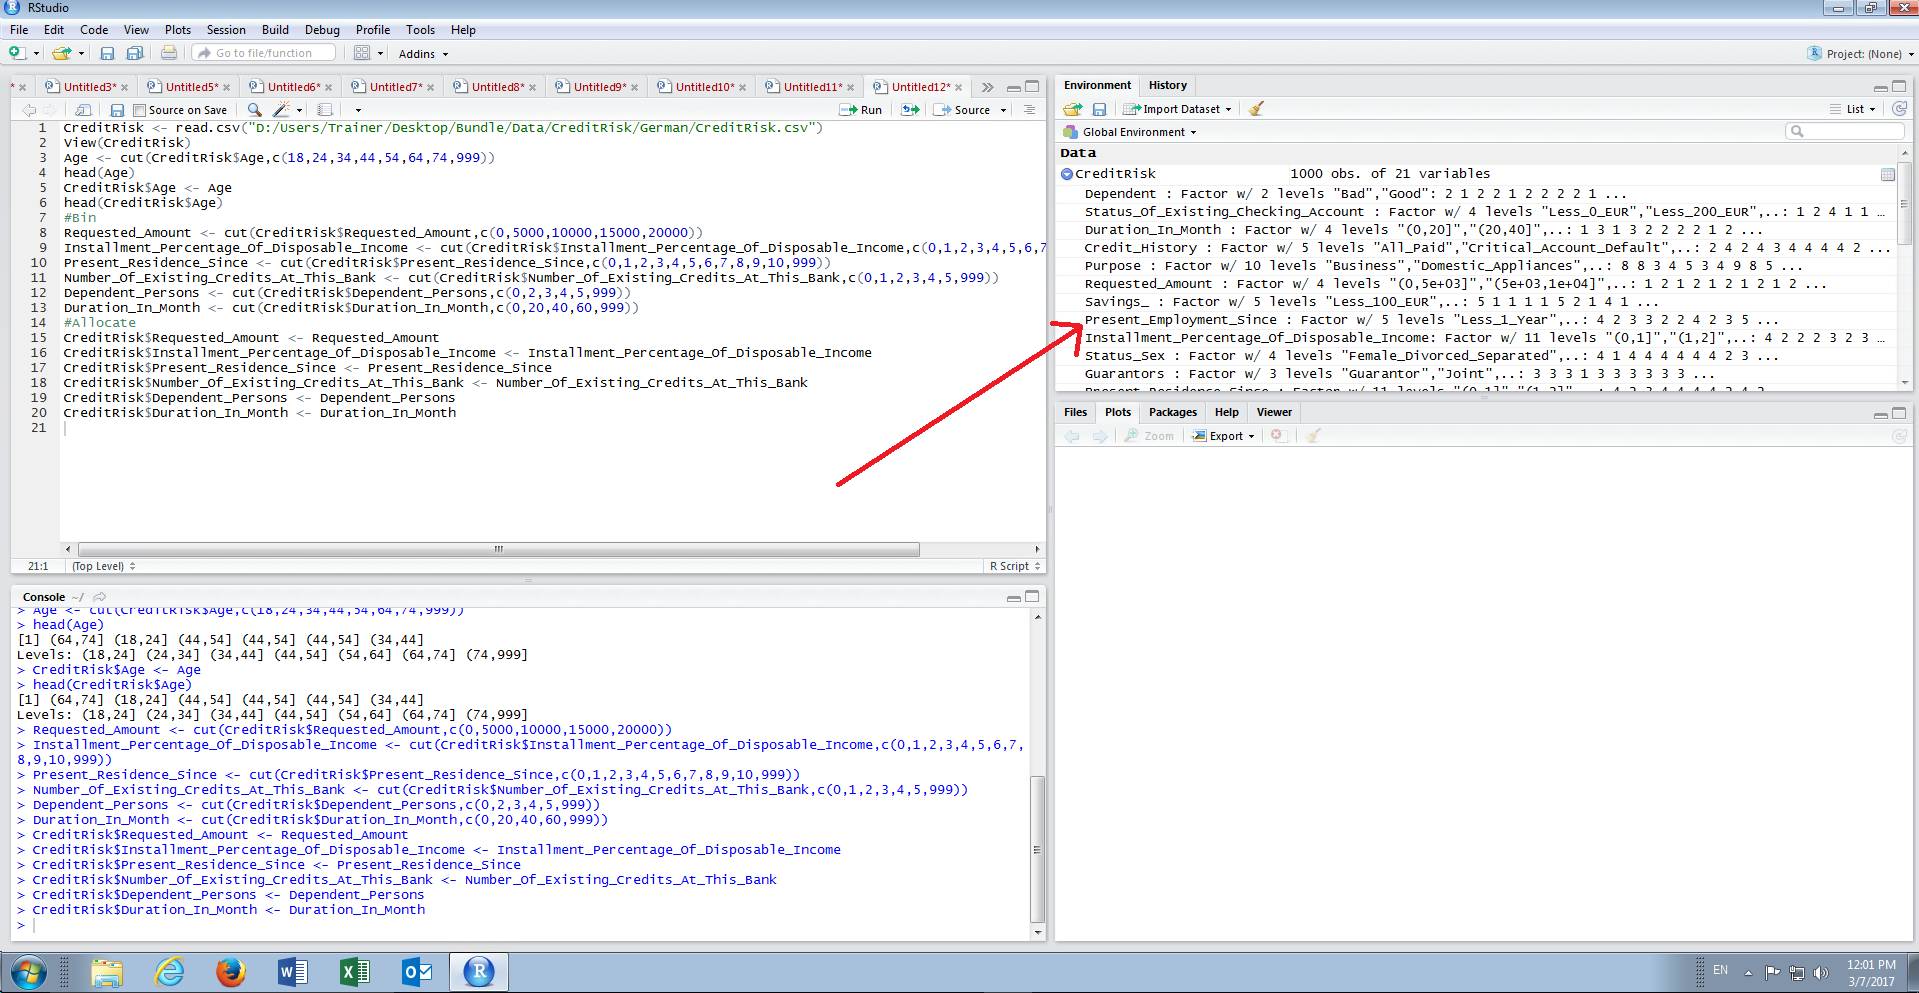 RStudio
File Edit Code View Plots Session Build Debug Profile Tools Help
Go to file/function Addins Project: (None)
* Untitled3* Untitled5* Untitled6* Untitled7* Untitled8* Untitled9* Untitled10* Untitled11* Untitled12*
Source on Save Run Source
1 CreditRisk <- read.csv("D:/Users/Trainer/Desktop/Bundle/Data/CreditRisk/German/CreditRisk.csv")
2 View(CreditRisk)
3 Age <- cut(CreditRisk$Age,c(18,24,34,44,54,64,74,999))
4 head(Age)
5 CreditRisk$Age <- Age
6 head(CreditRisk$Age)
7 #Bin
8 Requested_Amount <- cut(CreditRisk$Requested_Amount,c(0,5000,10000,15000,20000))
9 Installment_Percentage_Of_Disposable_Income <- cut(CreditRisk$Installment_Percentage_Of_Disposable_Income,c(0,1,2,3,4,5,6,7
10 Present_Residence_Since <- cut(CreditRisk$Present_Residence_Since,c(0,1,2,3,4,5,6,7,8,9,10,999))
11 Number_Of_Existing_Credits_At_This_Bank <- cut(CreditRisk$Number_Of_Existing_Credits_At_This_Bank,c(0,1,2,3,4,5,999))
12 Dependent_Persons <- cut(CreditRisk$Dependent_Persons,c(0,2,3,4,5,999))
13 Duration_In_Month <- cut(CreditRisk$Duration_In_Month,c(0,20,40,60,999))
14 #Allocate
15 CreditRisk$Requested_Amount <- Requested_Amount
16 CreditRisk$Installment_Percentage_Of_Disposable_Income <- Installment_Percentage_Of_Disposable_Income
17 CreditRisk$Present_Residence_Since <- Present_Residence_Since
18 CreditRisk$Number_Of_Existing_Credits_At_This_Bank <- Number_Of_Existing_Credits_At_This_Bank
19 CreditRisk$Dependent_Persons <- Dependent_Persons
20 CreditRisk$Duration_In_Month <- Duration_In_Month
21
21:1 (Top Level) R Script
Console ~/
> Age <- cut(CreditRisk$Age,c(18,24,34,44,54,64,74,999))
> head(Age)
[1] (64,74] (18,24] (44,54] (44,54] (44,54] (34,44]
Levels: (18,24] (24,34] (34,44] (44,54] (54,64] (64,74] (74,999]
> CreditRisk$Age <- Age
> head(CreditRisk$Age)
[1] (64,74] (18,24] (44,54] (44,54] (44,54] (34,44]
Levels: (18,24] (24,34] (34,44] (44,54] (54,64] (64,74] (74,999]
> Requested_Amount <- cut(CreditRisk$Requested_Amount,c(0,5000,10000,15000,20000))
> Installment_Percentage_Of_Disposable_Income <- cut(CreditRisk$Installment_Percentage_Of_Disposable_Income,c(0,1,2,3,4,5,6,7,
8,9,10,999))
> Present_Residence_Since <- cut(CreditRisk$Present_Residence_Since,c(0,1,2,3,4,5,6,7,8,9,10,999))
> Number_Of_Existing_Credits_At_This_Bank <- cut(CreditRisk$Number_Of_Existing_Credits_At_This_Bank,c(0,1,2,3,4,5,999))
> Dependent_Persons <- cut(CreditRisk$Dependent_Persons,c(0,2,3,4,5,999))
> Duration_In_Month <- cut(CreditRisk$Duration_In_Month,c(0,20,40,60,999))
> CreditRisk$Requested_Amount <- Requested_Amount
> CreditRisk$Installment_Percentage_Of_Disposable_Income <- Installment_Percentage_Of_Disposable_Income
> CreditRisk$Present_Residence_Since <- Present_Residence_Since
> CreditRisk$Number_Of_Existing_Credits_At_This_Bank <- Number_Of_Existing_Credits_At_This_Bank
> CreditRisk$Dependent_Persons <- Dependent_Persons
> CreditRisk$Duration_In_Month <- Duration_In_Month
>
Environment History
Import Dataset List
Global Environment
Data
CreditRisk 1000 obs. of 21 variables
Dependent : Factor w/ 2 levels "Bad","Good": 2 1 2 2 1 2 2 2 2 1 ...
Status_Of_Existing_Checking_Account : Factor w/ 4 levels "Less_0_EUR","Less_200_EUR",..: 1 2 4 1 1 …
Duration_In_Month : Factor w/ 4 levels "(0,20]","(20,40]",..: 1 3 1 3 2 2 2 2 1 2 ...
Credit_History : Factor w/ 5 levels "All_Paid","Critical_Account_Default",..: 2 4 2 4 3 4 4 4 4 2 ...
Purpose : Factor w/ 10 levels "Business","Domestic_Appliances",..: 8 8 3 4 5 3 4 9 8 5 ...
Requested_Amount : Factor w/ 4 levels "(0,5e+03]","(5e+03,1e+04]",..: 1 2 1 2 1 2 1 2 1 2 ...
Savings_ : Factor w/ 5 levels "Less_100_EUR",..: 5 1 1 1 1 5 2 1 4 1 ...
Present_Employment_Since : Factor w/ 5 levels "Less_1_Year",..: 4 2 3 3 2 2 4 2 3 5 ...
Installment_Percentage_Of_Disposable_Income: Factor w/ 11 levels "(0,1]","(1,2]",..: 4 2 2 2 3 2 3 …
Status_Sex : Factor w/ 4 levels "Female_Divorced_Separated",..: 4 1 4 4 4 4 4 4 2 3 ...
Guarantors : Factor w/ 3 levels "Guarantor","Joint",..: 3 3 3 1 3 3 3 3 3 3 ...
Present_Residence_Since : Factor w/ 11 levels "(0,1]","(1,2]",..: 4 2 3 4 4 4 4 2 4 2
Files Plots Packages Help Viewer
Zoom Export
EN
12:01 PM
3/7/2017